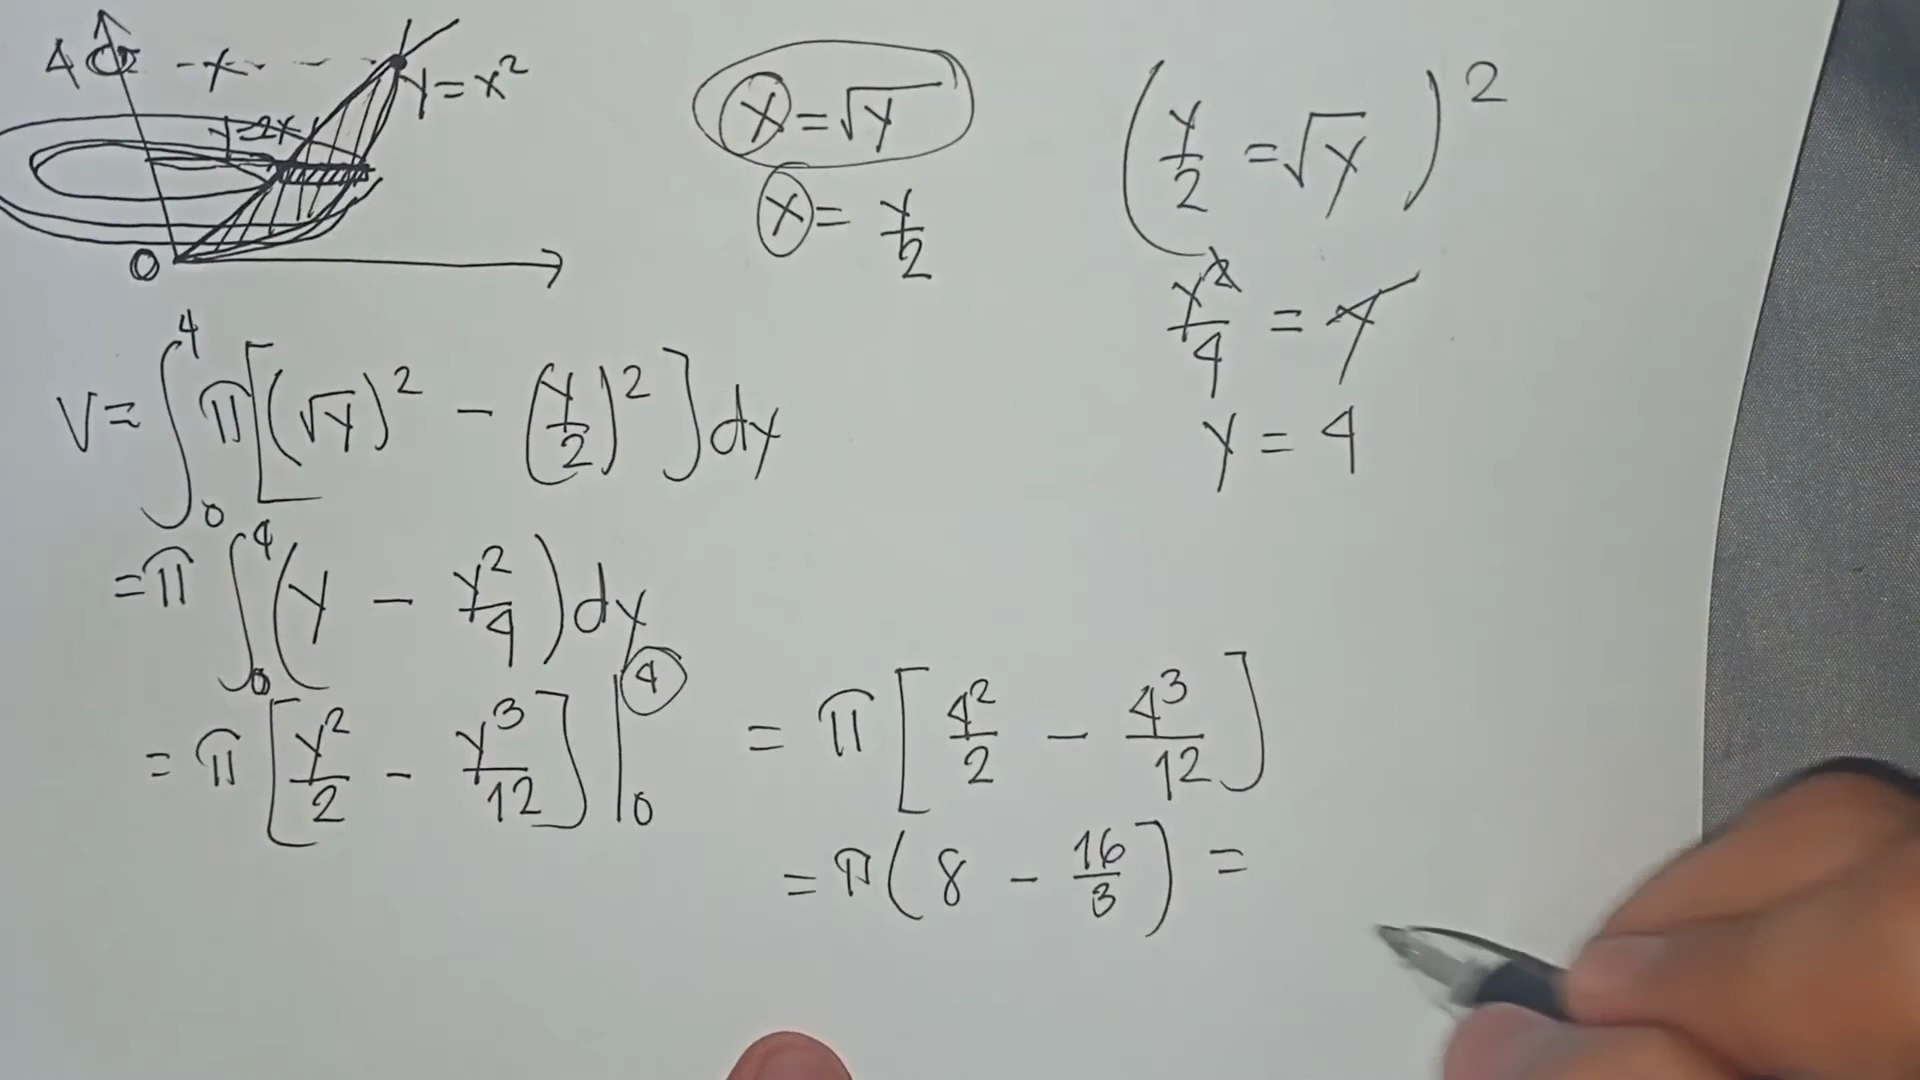 4
y = x²
y=2x
0
x = √y
x = y/2
(y/2 = √y)²
y²/4 = y
y = 4
V = ∫₀⁴ π[(√y)² − (y/2)²]dy
= π ∫₀⁴ (y − y²/4)dy
= π [y²/2 − y³/12] |₀⁴
= π [4²/2 − 4³/12]
= π(8 − 16/3) =